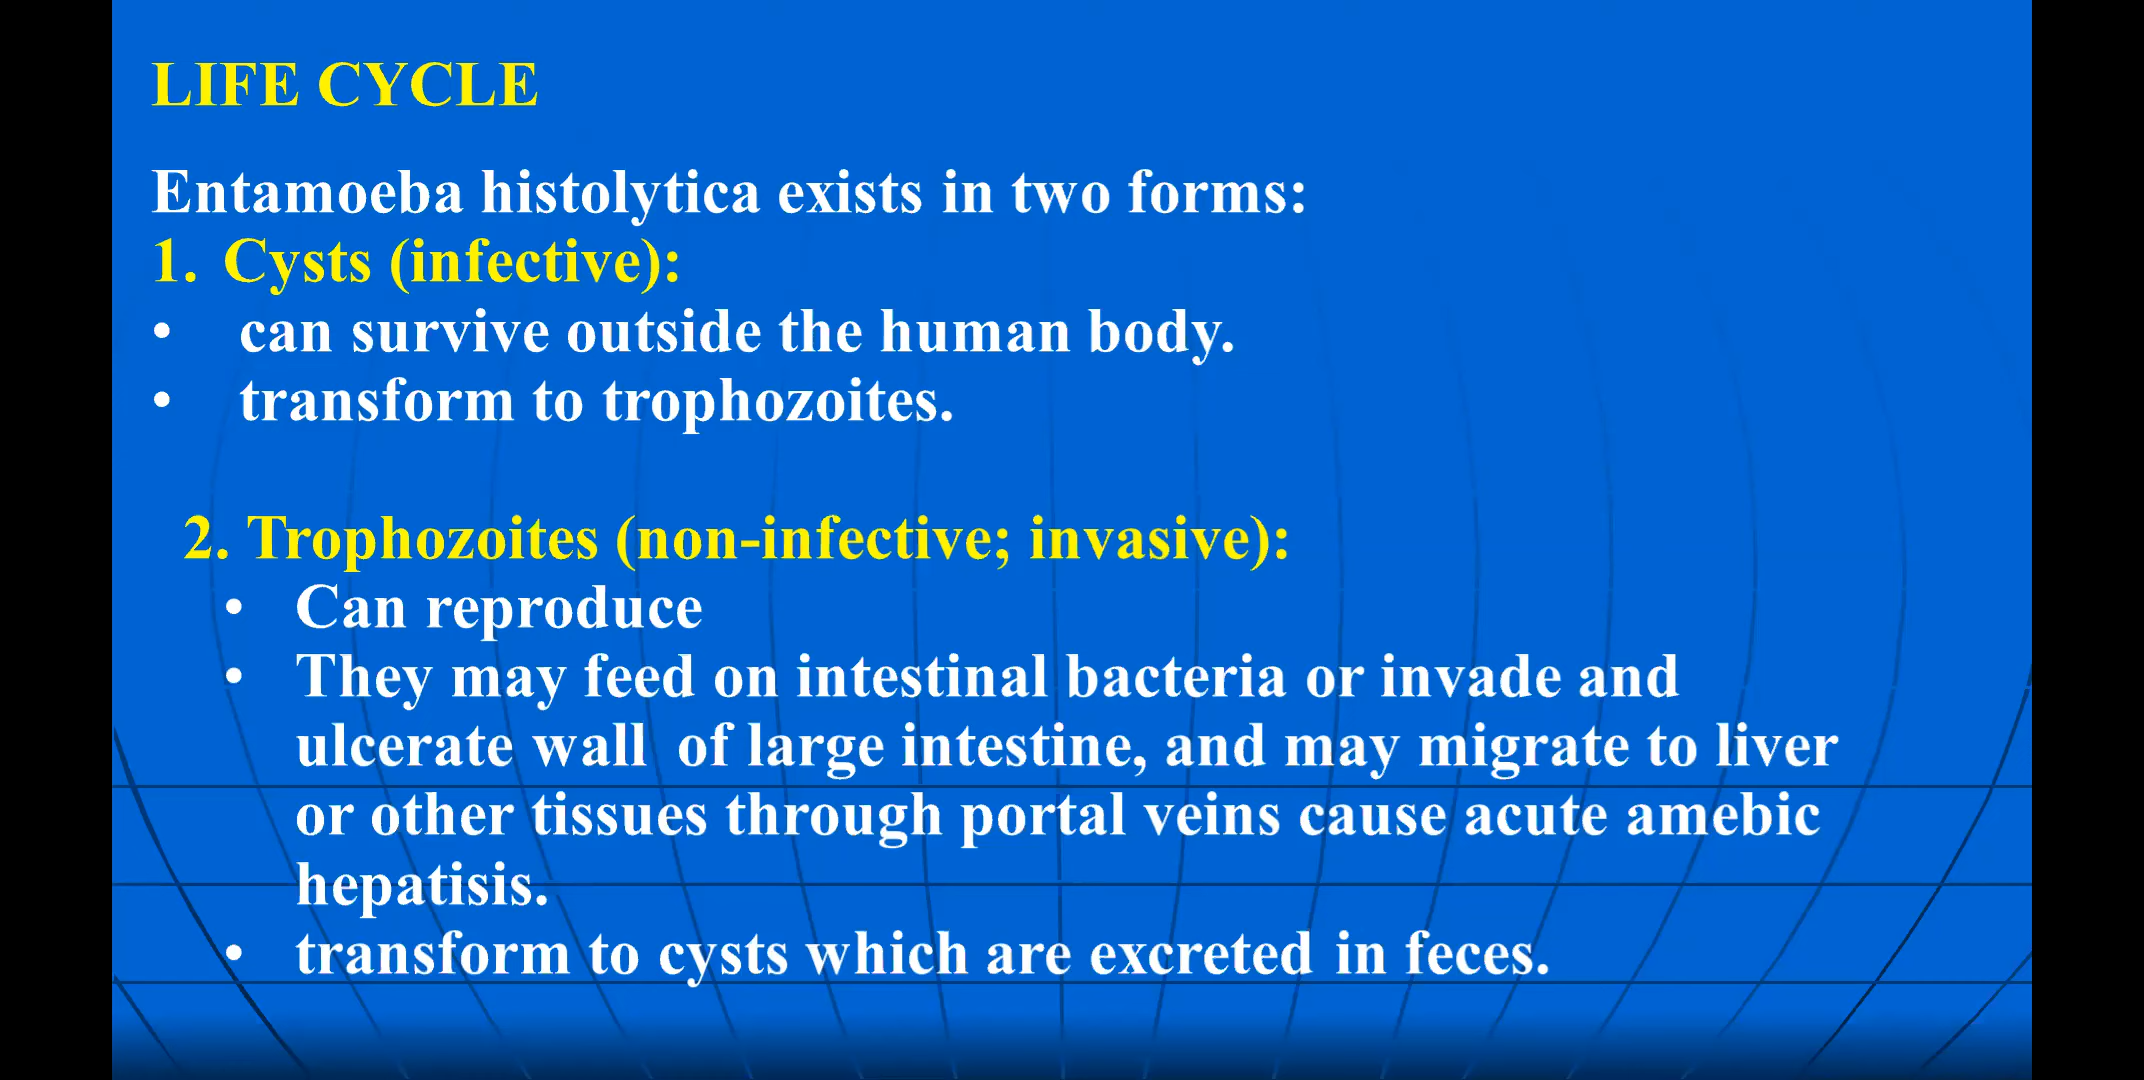 LIFE CYCLE
Entamoeba histolytica exists in two forms:
1. Cysts (infective):
• can survive outside the human body.
• transform to trophozoites.
2. Trophozoites (non-infective; invasive):
• Can reproduce
• They may feed on intestinal bacteria or invade and
ulcerate wall of large intestine, and may migrate to liver
or other tissues through portal veins cause acute amebic
hepatisis.
• transform to cysts which are excreted in feces.